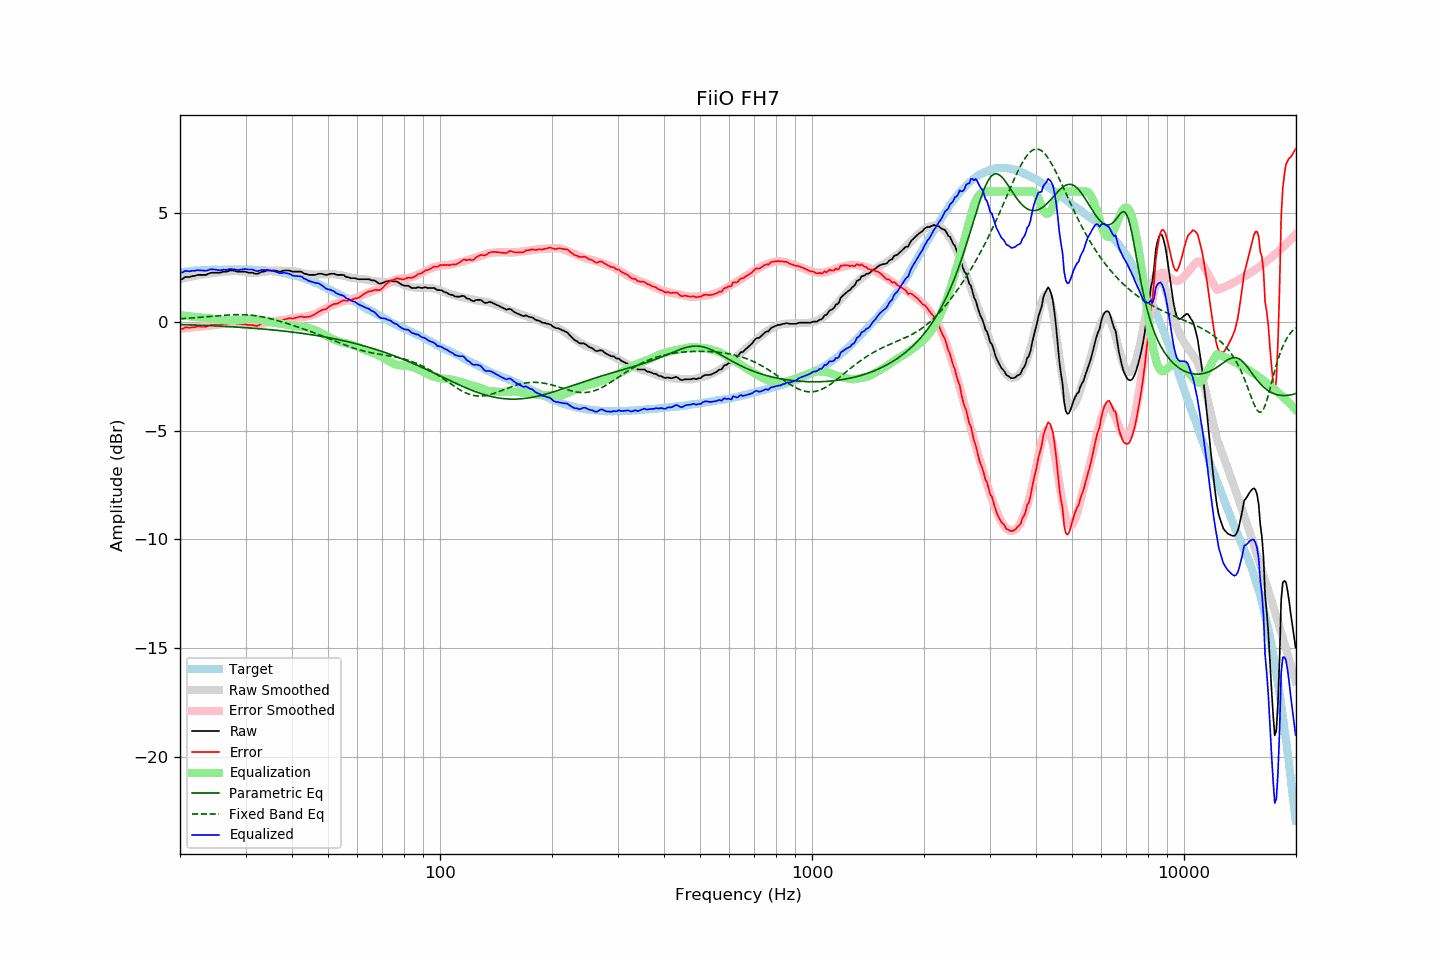 FiiO FH7
Amplitude (dBr)
5
0
−5
−10
−15
−20
Target
Raw Smoothed
Error Smoothed
Raw
Error
Equalization
Parametric Eq
Fixed Band Eq
Equalized
100
1000
10000
Frequency (Hz)